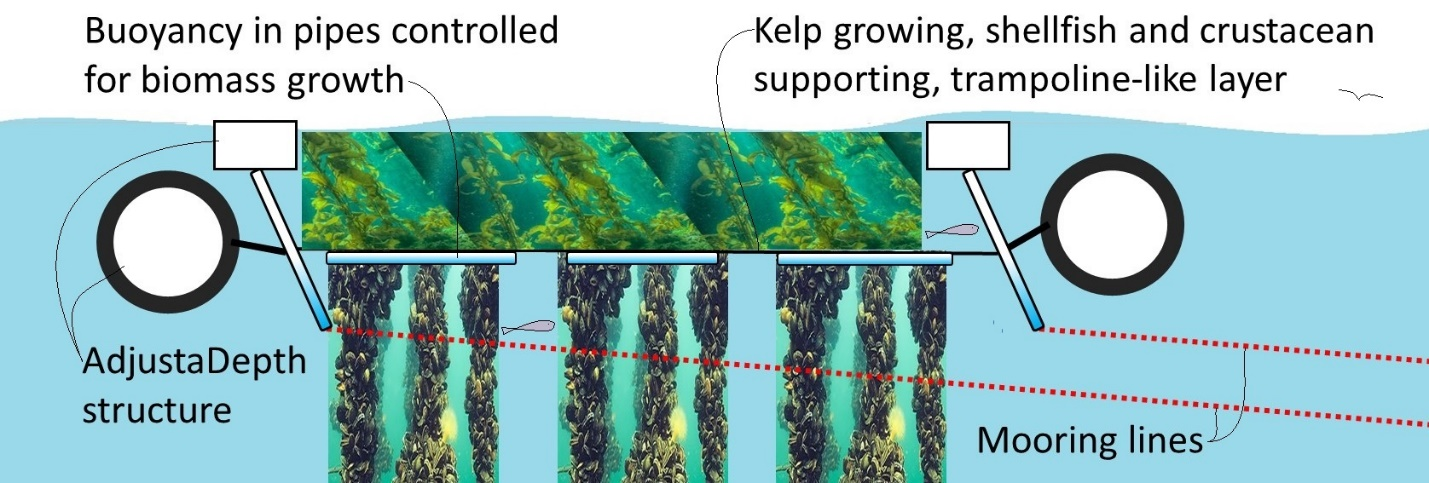 Buoyancy in pipes controlled
for biomass growth
Kelp growing, shellfish and crustacean
supporting, trampoline-like layer
AdjustaDepth
structure
Mooring lines